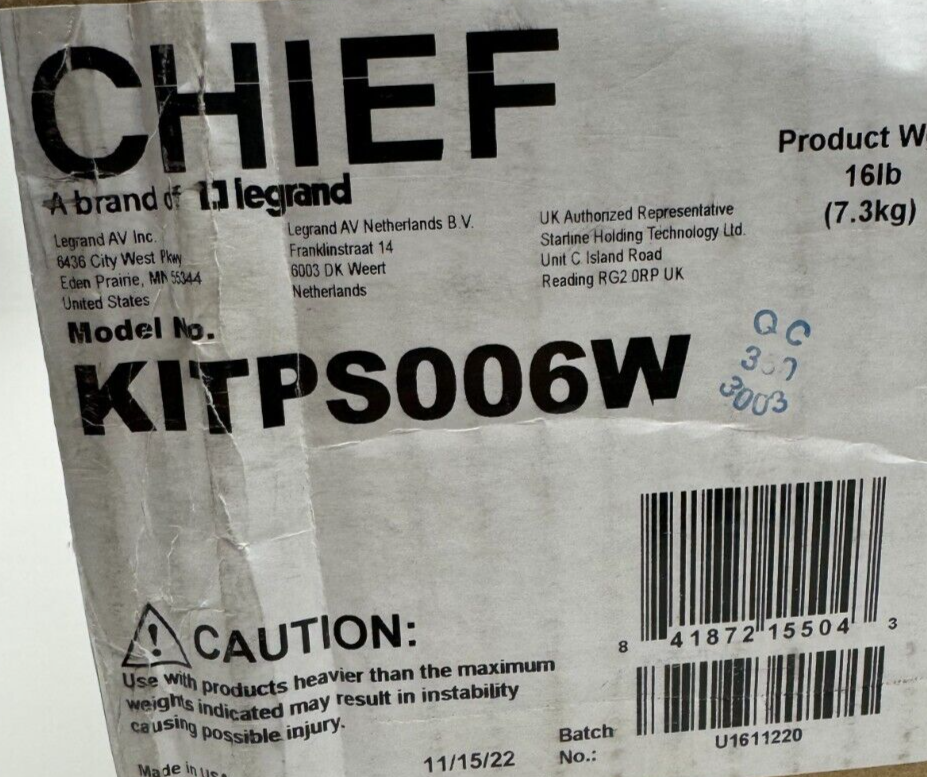 CHIEF
A brand of legrand
Product W
16lb
(7.3kg)
Legrand AV Inc.
6436 City West Pkwy
Eden Prairie, MN 55344
United States
Legrand AV Netherlands B.V.
Franklinstraat 14
6003 DK Weert
Netherlands
UK Authorized Representative
Starline Holding Technology Ltd.
Unit C Island Road
Reading RG2 0RP UK
Model No.
KITPS006W
QC
3003
8 41872 15504 3
CAUTION:
Use with products heavier than the maximum
weights indicated may result in instability
causing possible injury.
Made in
11/15/22
Batch
No.:
U1611220